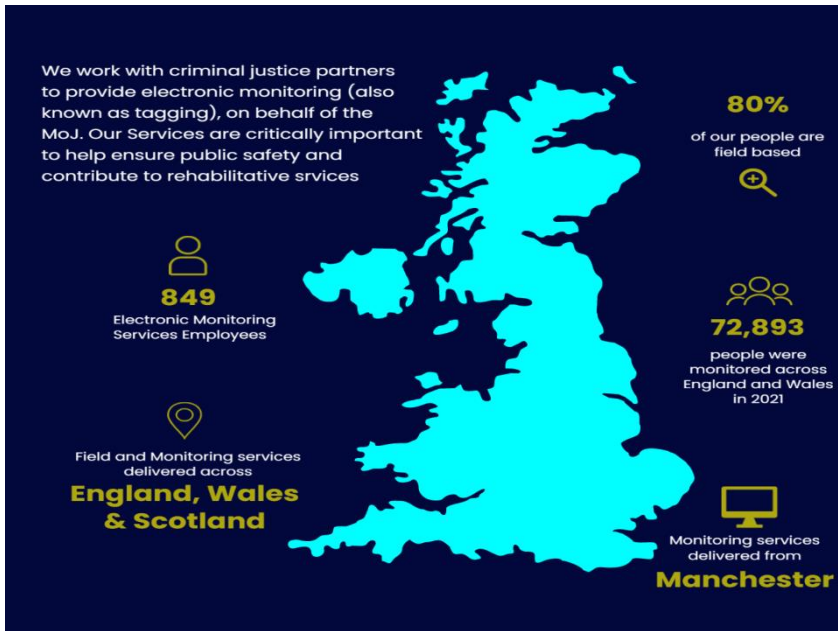 We work with criminal justice partners
to provide electronic monitoring (also
known as tagging), on behalf of the
MoJ. Our Services are critically important
to help ensure public safety and
contribute to rehabilitative srvices
80%
of our people are
field based
849
Electronic Monitoring
Services Employees
72,893
people were
monitored across
England and Wales
in 2021
Field and Monitoring services
delivered across
England, Wales
& Scotland
Monitoring services
delivered from
Manchester